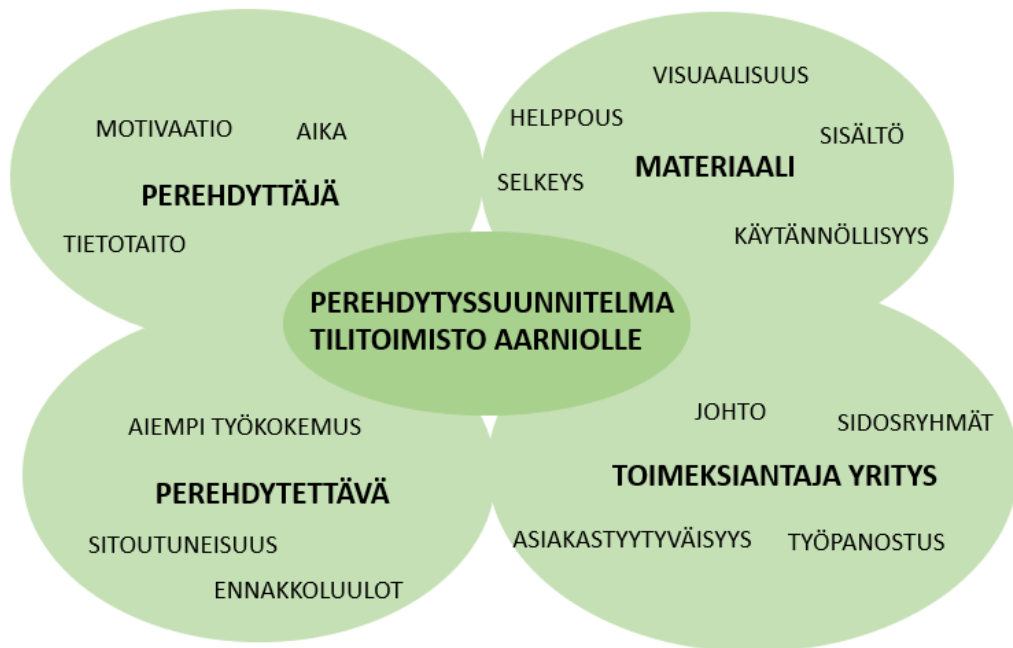 MOTIVAATIO
AIKA
PEREHDYTTÄJÄ
TIETOTAITO
VISUAALISUUS
HELPPOUS
SISÄLTÖ
MATERIAALI
SELKEYS
KÄYTÄNNÖLLISYYS
PEREHDYTYSSUUNNITELMA
TILITOIMISTO AARNIOLLE
AIEMPI TYÖKOKEMUS
PEREHDYTETTÄVÄ
SITOUTUNEISUUS
ENNAKKOLUULOT
JOHTO
SIDOSRYHMÄT
TOIMEKSIANTAJA YRITYS
ASIAKASTYYTYVÄISYYS
TYÖPANOSTUS